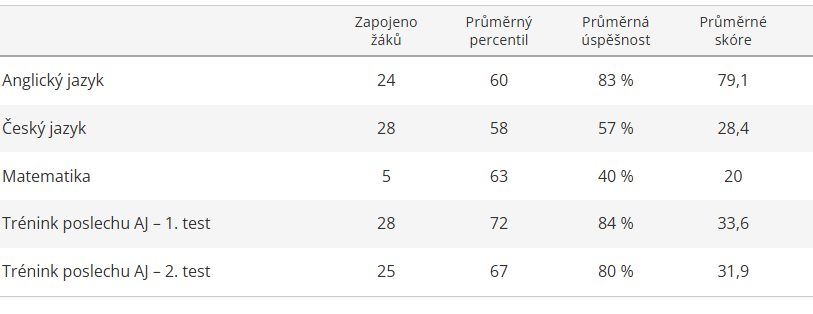 Zapojeno žáků Průměrný percentil Průměrná úspěšnost Průměrné skóre
Anglický jazyk 24 60 83 % 79,1
Český jazyk 28 58 57 % 28,4
Matematika 5 63 40 % 20
Trénink poslechu AJ – 1. test 28 72 84 % 33,6
Trénink poslechu AJ – 2. test 25 67 80 % 31,9